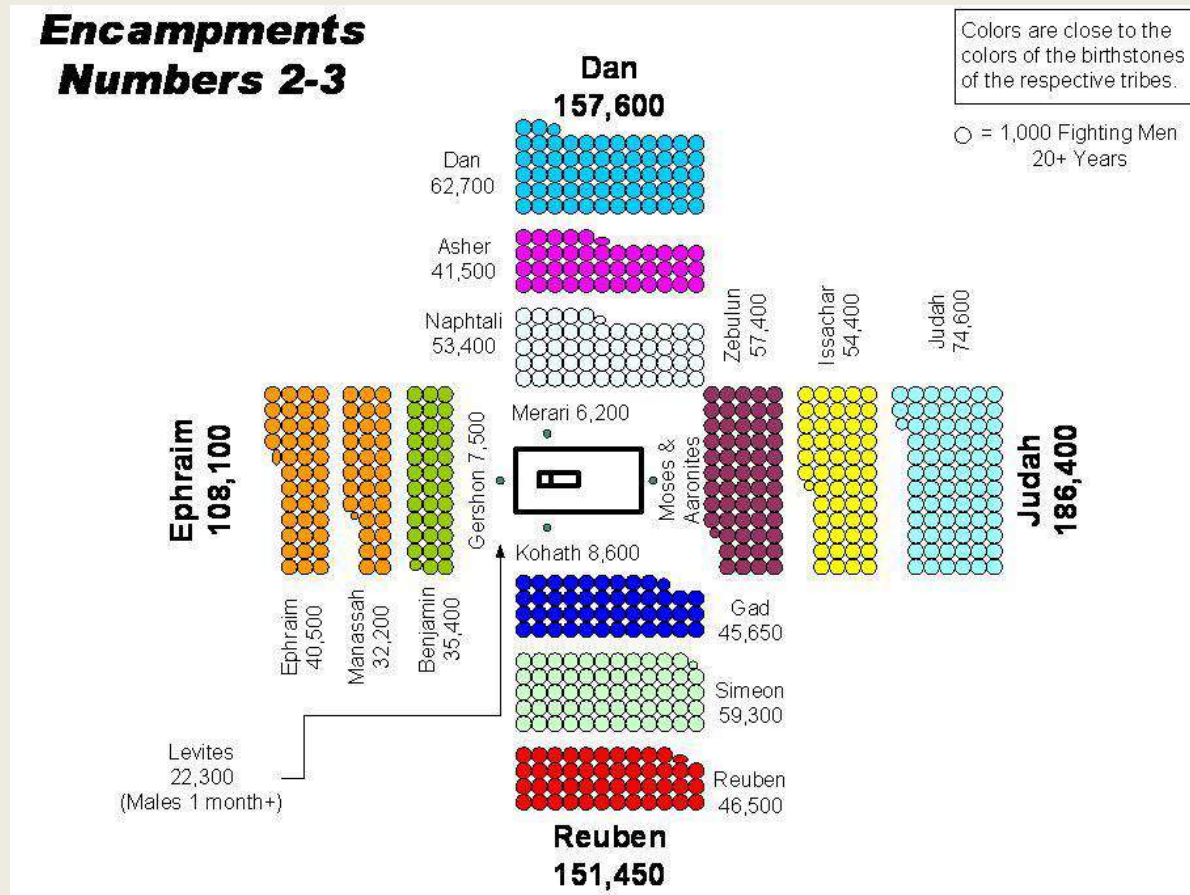 Encampments
Numbers 2-3
Colors are close to the
colors of the birthstones
of the respective tribes.
= 1,000 Fighting Men
20+ Years
Dan
157,600
Dan
62,700
Asher
41,500
Naphtali
53,400
Zebulun
57,400
Issachar
54,400
Judah
74,600
Judah
186,400
Ephraim
108,100
Merari 6,200
Gershon 7,500
Moses &
Aaronites
Kohath 8,600
Ephraim
40,500
Manassah
32,200
Benjamin
35,400
Gad
45,650
Simeon
59,300
Reuben
46,500
Levites
22,300
(Males 1 month+)
Reuben
151,450